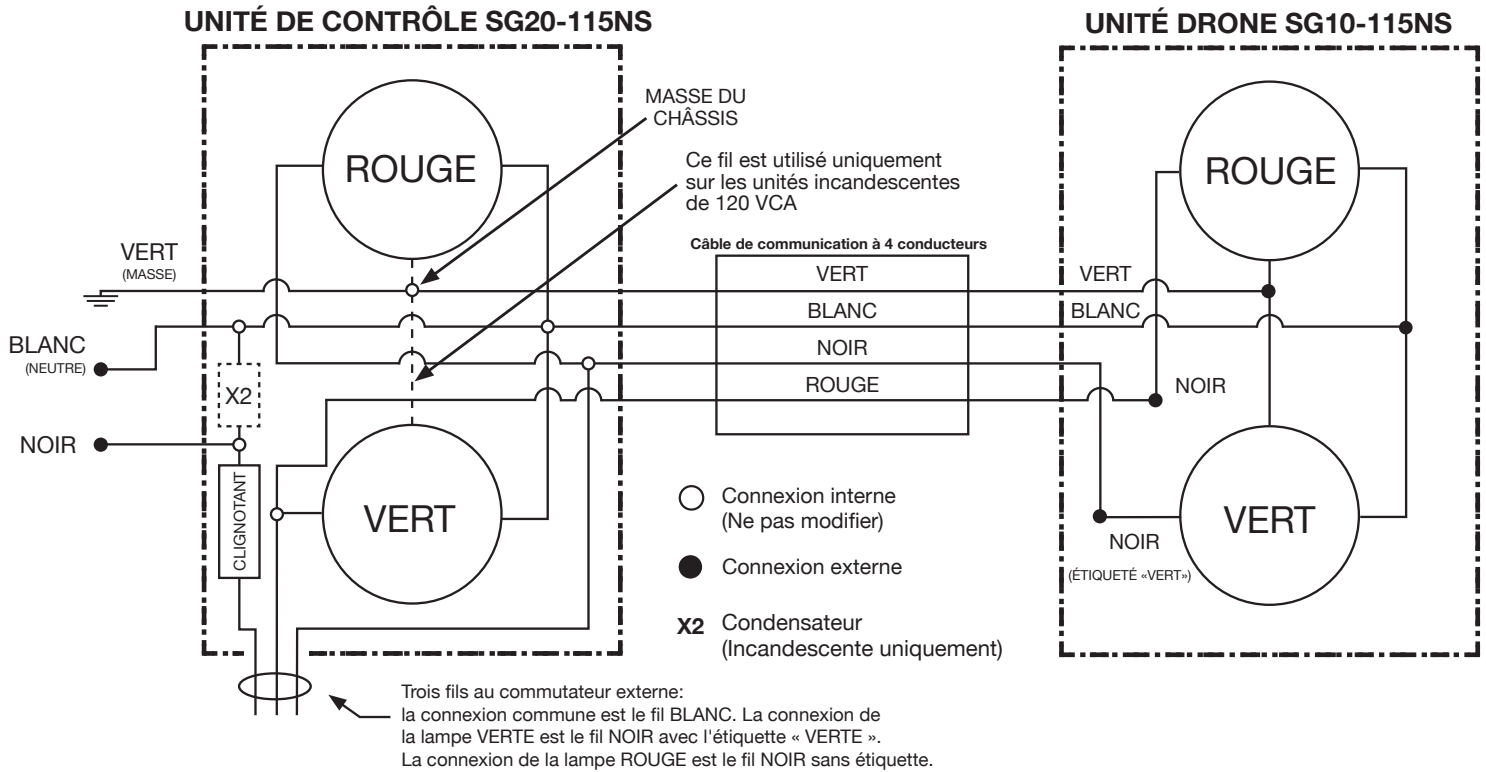 UNITÉ DE CONTRÔLE SG20-115NS
UNITÉ DRONE SG10-115NS
MASSE DU
CHÂSSIS
ROUGE
Ce fil est utilisé uniquement
sur les unités incandescentes
de 120 VCA
ROUGE
Câble de communication à 4 conducteurs
VERT
(MASSE)
VERT
VERT
BLANC
BLANC
BLANC
(NEUTRE)
NOIR
ROUGE
NOIR
X2
NOIR
CLIGNOTANT
VERT
VERT
Connexion interne
(Ne pas modifier)
NOIR
(ÉTIQUETÉ «VERT»)
Connexion externe
X2 Condensateur
(Incandescente uniquement)
Trois fils au commutateur externe:
la connexion commune est le fil BLANC. La connexion de
la lampe VERTE est le fil NOIR avec l'étiquette « VERTE ».
La connexion de la lampe ROUGE est le fil NOIR sans étiquette.